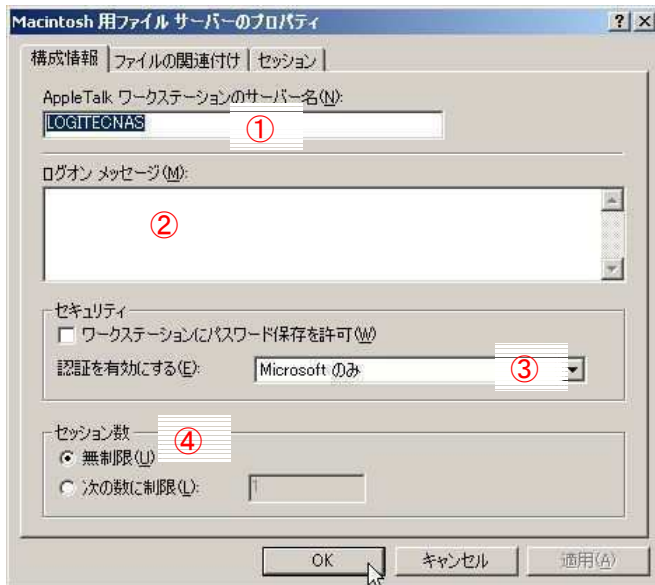 Macintosh 用ファイル サーバーのプロパティ
構成情報 ファイルの関連付け セッション
AppleTalk ワークステーションのサーバー名(N):
LOGITECNAS ①
ログオン メッセージ(M):
②
セキュリティ
ワークステーションにパスワード保存を許可(W)
認証を有効にする(E): Microsoft のみ ③
セッション数 ④
無制限(U)
次の数に制限(L): 1
OK キャンセル 適用(A)